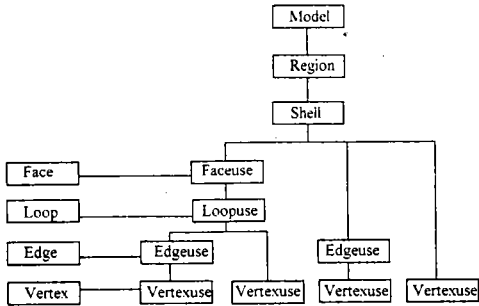 Model
Region
Shell
Face Faceuse
Loop Loopuse
Edge Edgeuse Edgeuse
Vertex Vertexuse Vertexuse Vertexuse Vertexuse